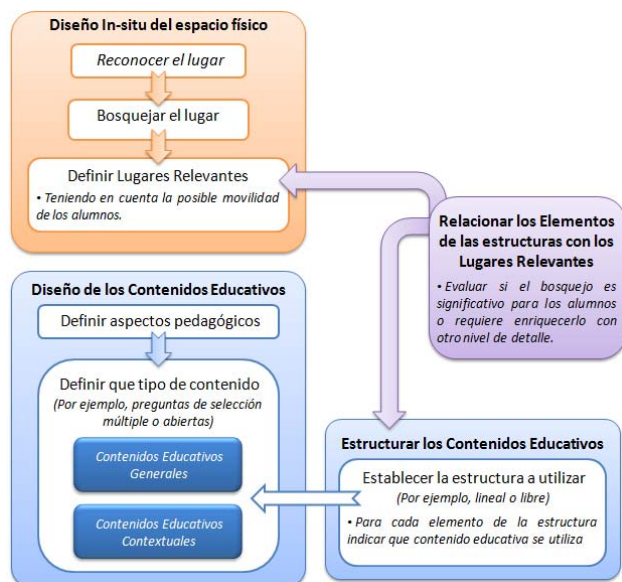 Diseño In-situ del espacio físico
Reconocer el lugar
Bosquejar el lugar
Definir Lugares Relevantes
• Teniendo en cuenta la posible movilidad
de los alumnos.
Relacionar los Elementos
de las estructuras con los
Lugares Relevantes
• Evaluar si el bosquejo es
significativo para los alumnos
o requiere enriquecerlo con
otro nivel de detalle.
Diseño de los Contenidos Educativos
Definir aspectos pedagógicos
Definir que tipo de contenido
(Por ejemplo, preguntas de selección
múltiple o abiertas)
Contenidos Educativos
Generales
Contenidos Educativos
Contextuales
Estructurar los Contenidos Educativos
Establecer la estructura a utilizar
(Por ejemplo, lineal o libre)
• Para cada elemento de la estructura
indicar que contenido educativa se utiliza